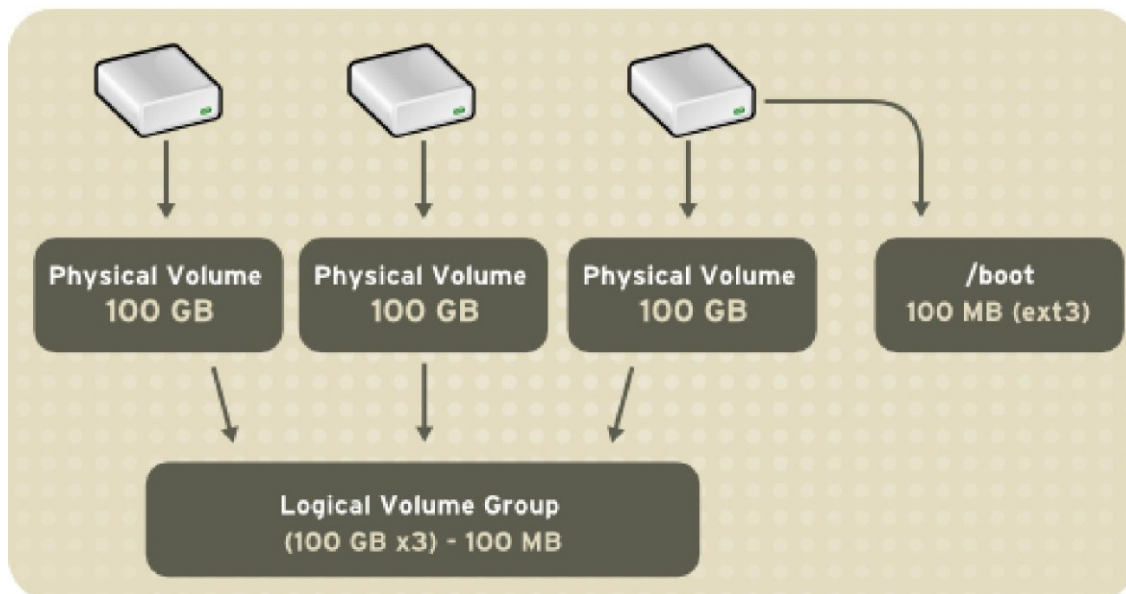 Physical Volume
100 GB
Physical Volume
100 GB
Physical Volume
100 GB
/boot
100 MB (ext3)
Logical Volume Group
(100 GB x3) - 100 MB